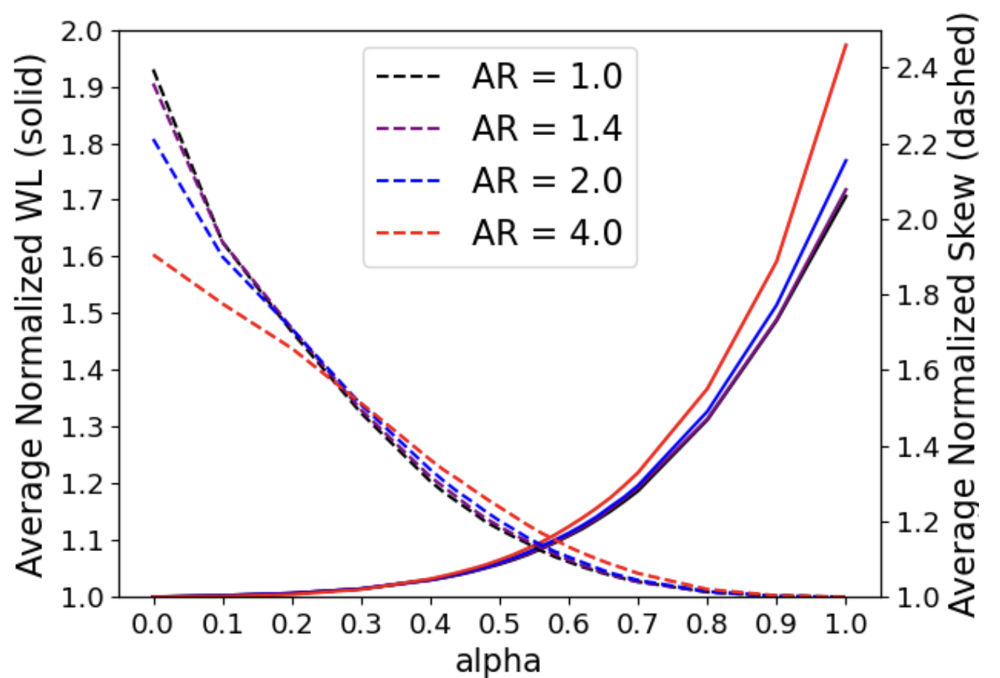 Average Normalized WL (solid)
2.0
1.9
1.8
1.7
1.6
1.5
1.4
1.3
1.2
1.1
1.0
AR = 1.0
AR = 1.4
AR = 2.0
AR = 4.0
2.4
2.2
2.0
1.8
1.6
1.4
1.2
1.0
Average Normalized Skew (dashed)
0.0 0.1 0.2 0.3 0.4 0.5 0.6 0.7 0.8 0.9 1.0
alpha